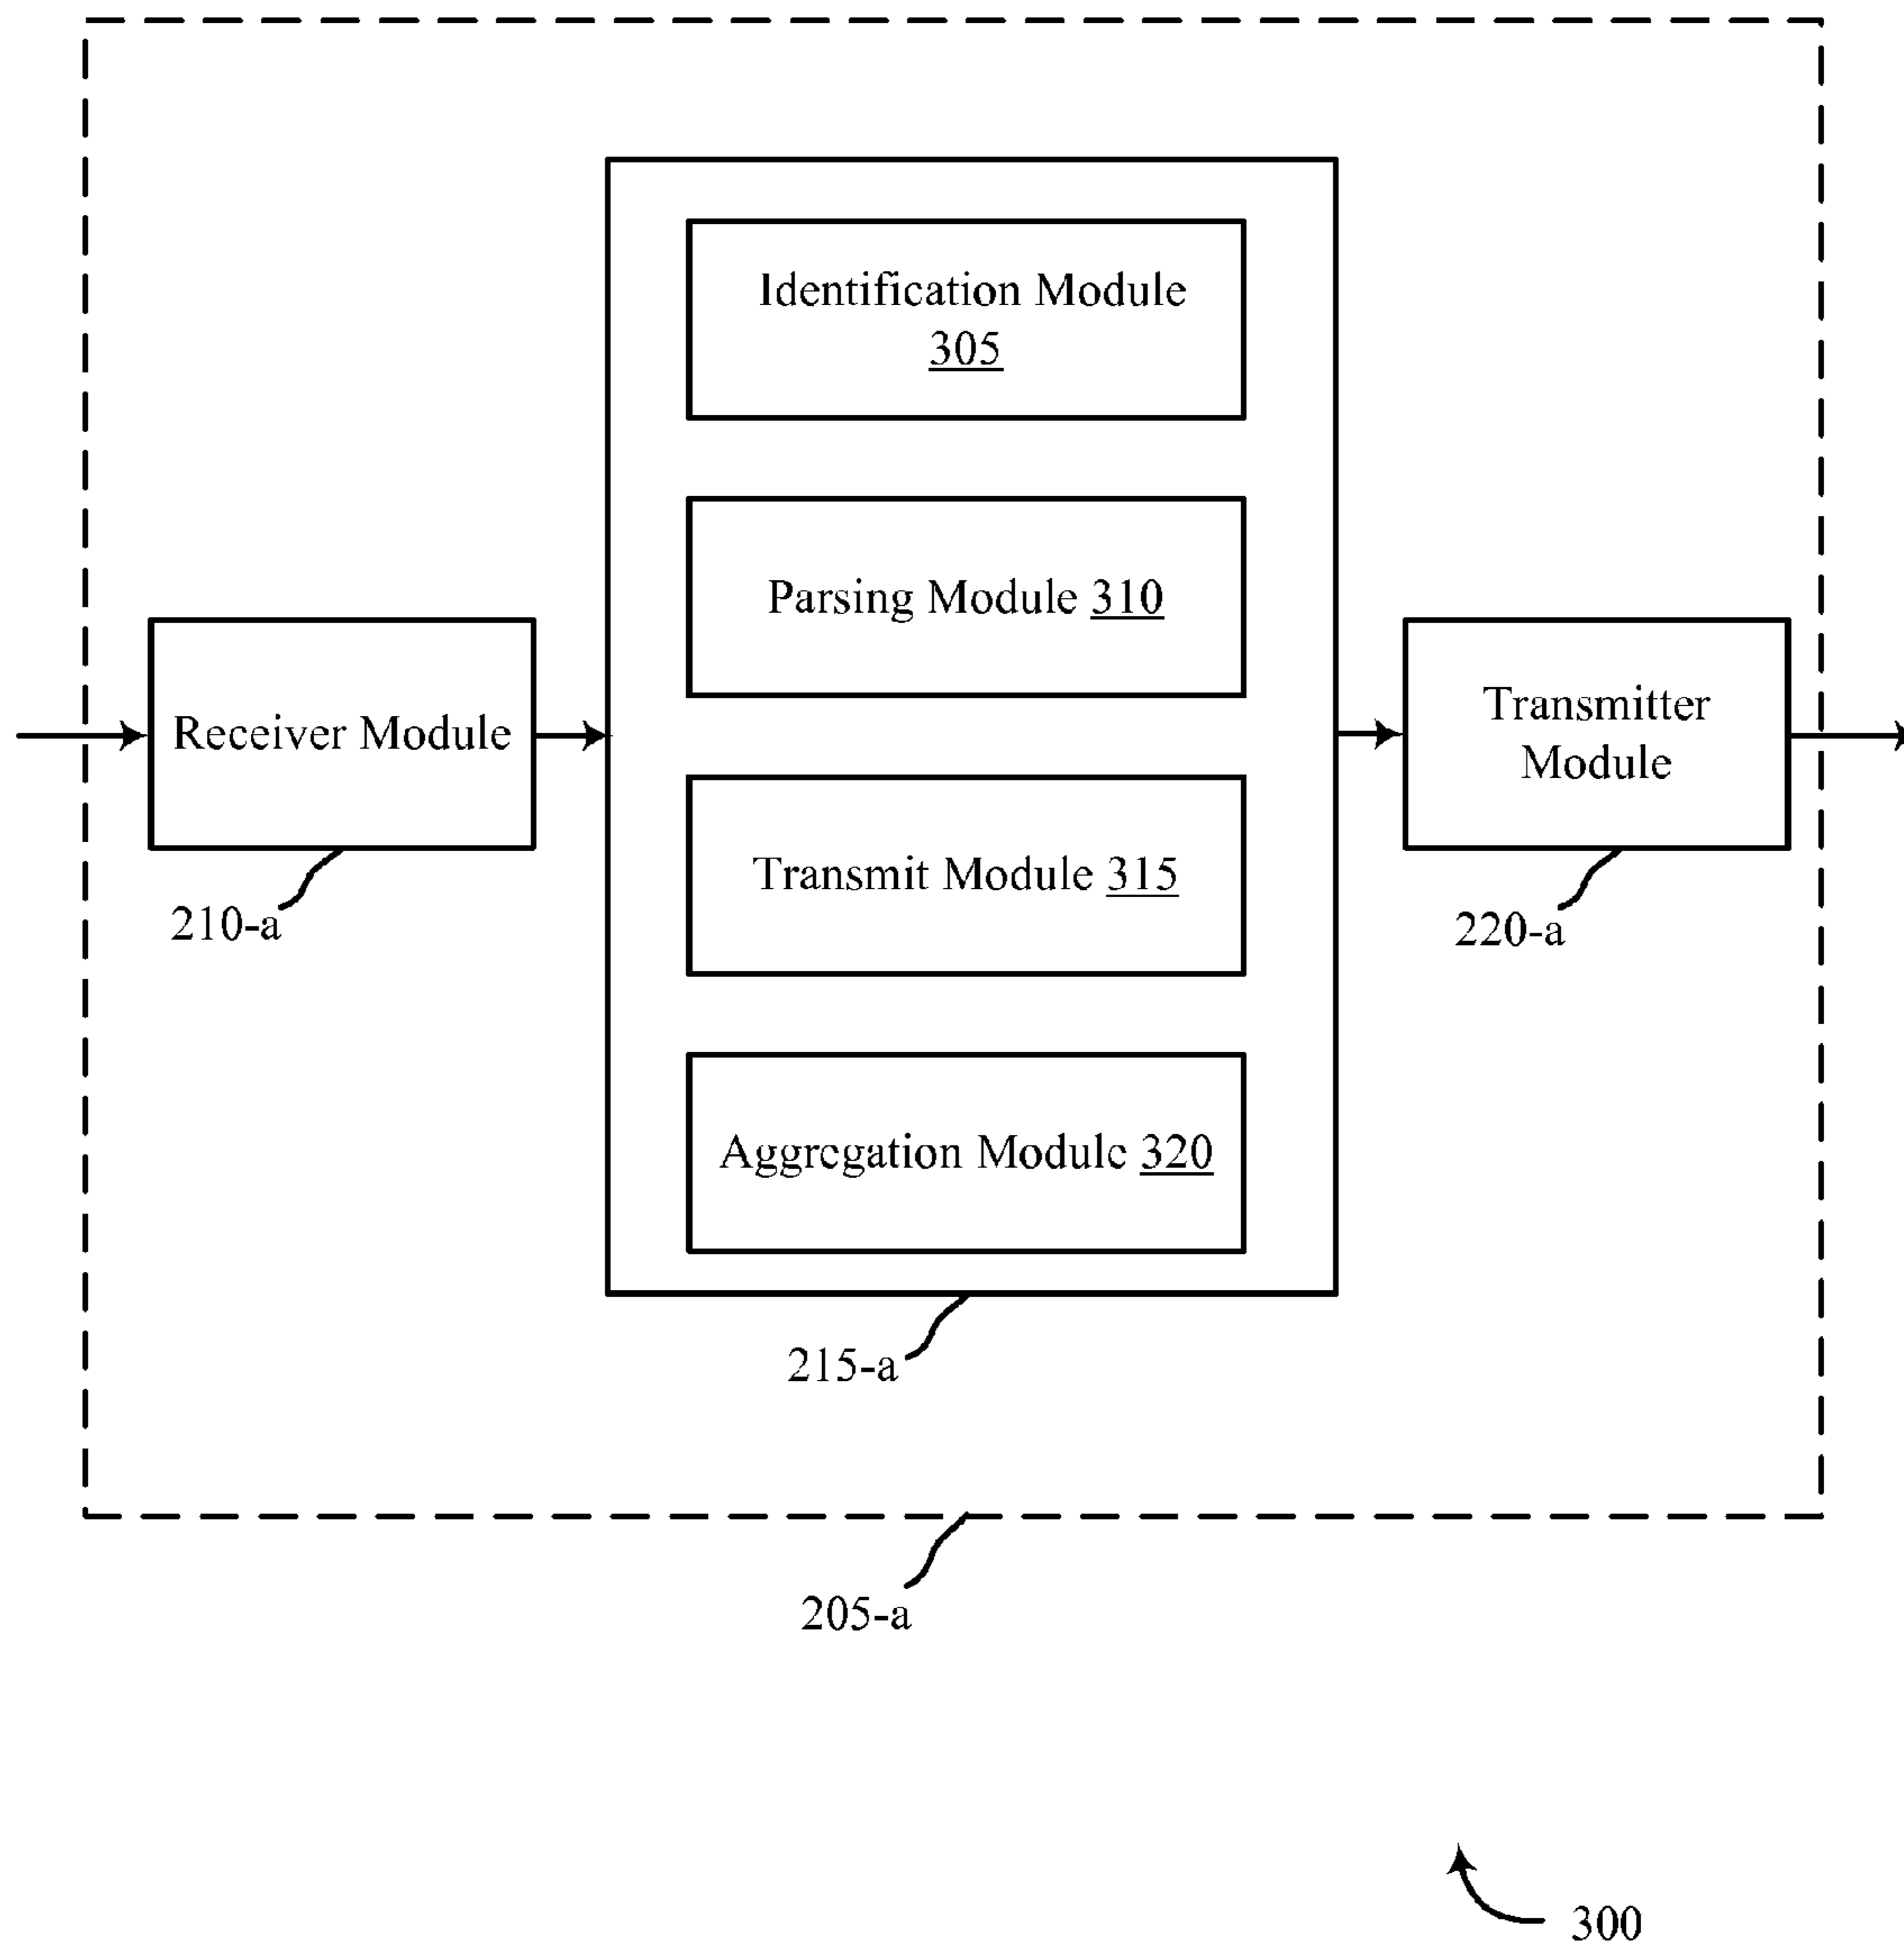 Identification Module
305
Parsing Module 310
Receiver Module
Transmitter
Module
Transmit Module 315
210-a
220-a
Aggregation Module 320
215-a
205-a
300